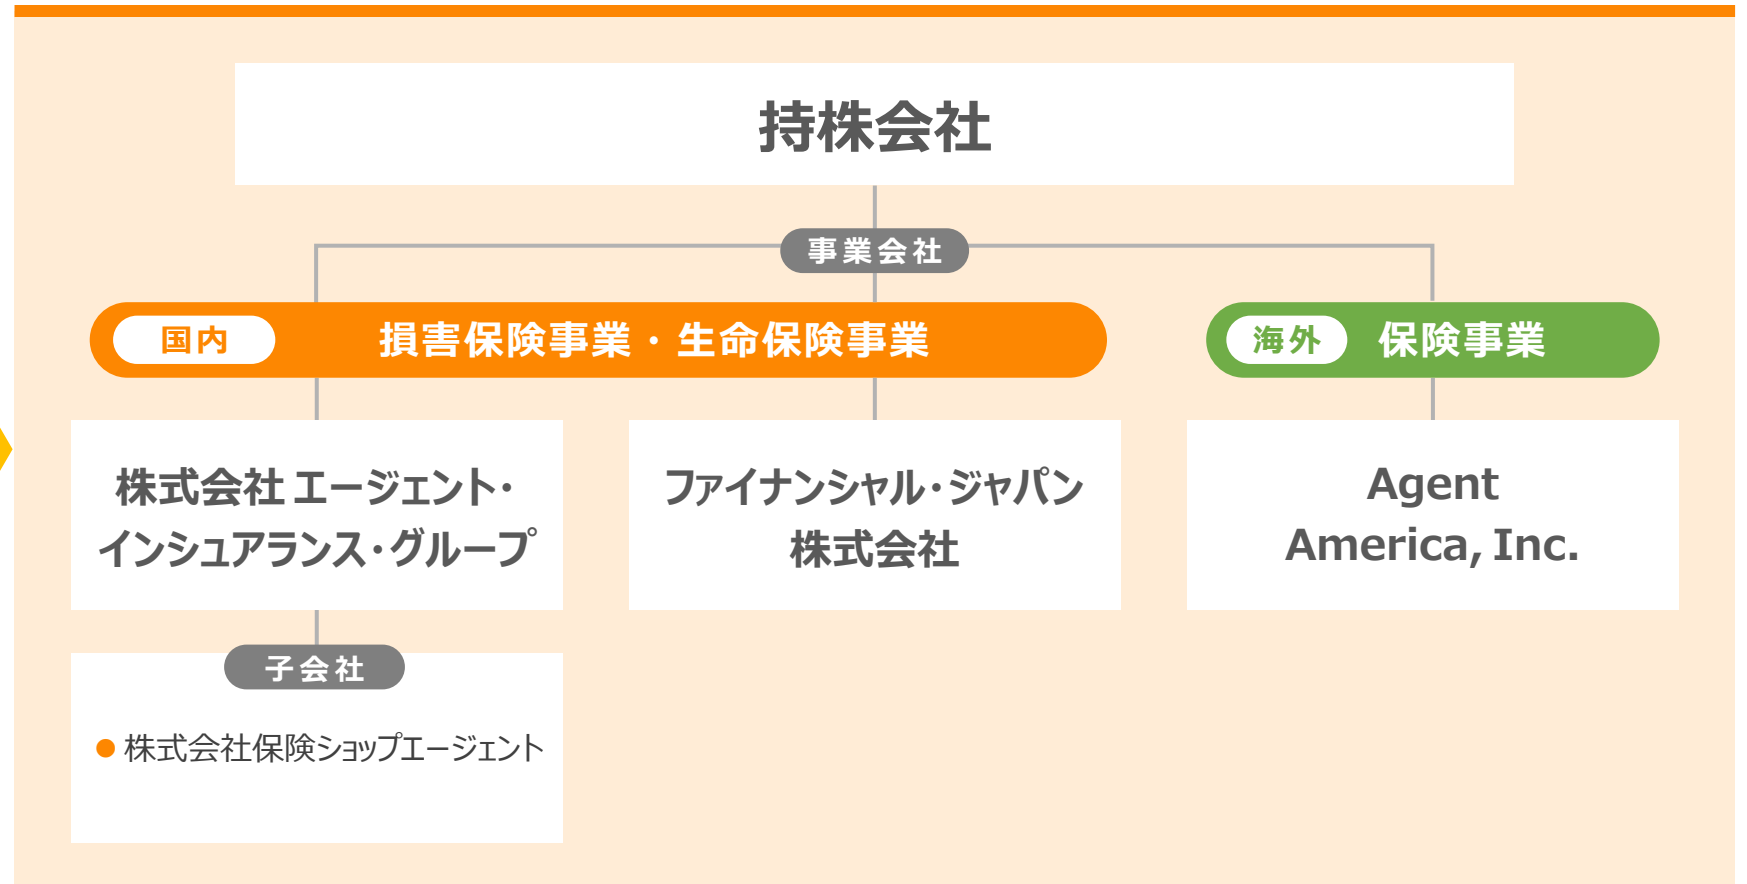 持株会社
事業会社
国内 損害保険事業・生命保険事業
海外 保険事業
株式会社 エージェント・
インシュアランス・グループ
ファイナンシャル・ジャパン
株式会社
Agent
America, Inc.
子会社
● 株式会社保険ショップエージェント